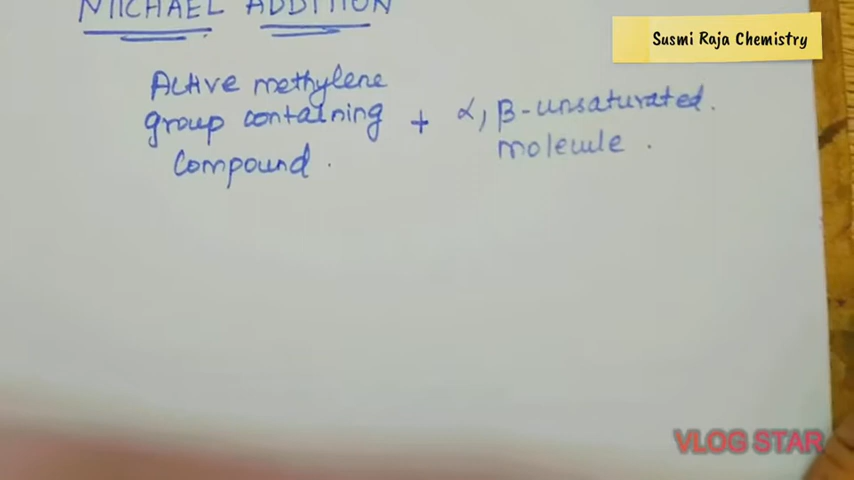 MICHAEL ADDITION
Susmi Raja Chemistry
Active methylene
group containing
compound.
+
α, β-unsaturated.
molecule.
VLOG STAR